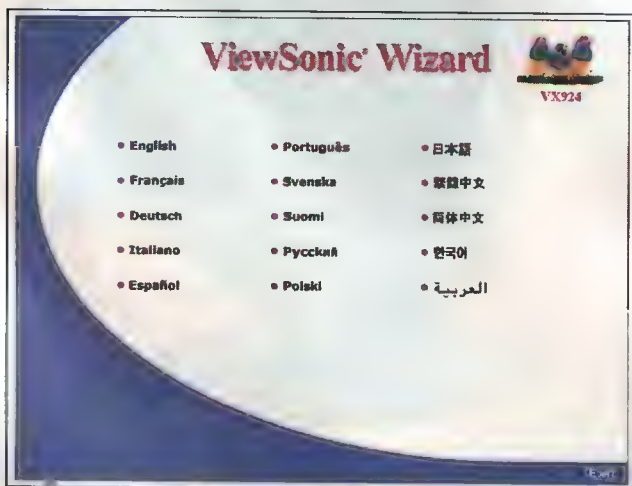 ViewSonic® Wizard
VX924
• English
• Français
• Deutsch
• Italiano
• Español
• Português
• Svenska
• Suomi
• Русский
• Polski
• 日本語
• 繁體中文
• 简体中文
• 한국어
• العربية